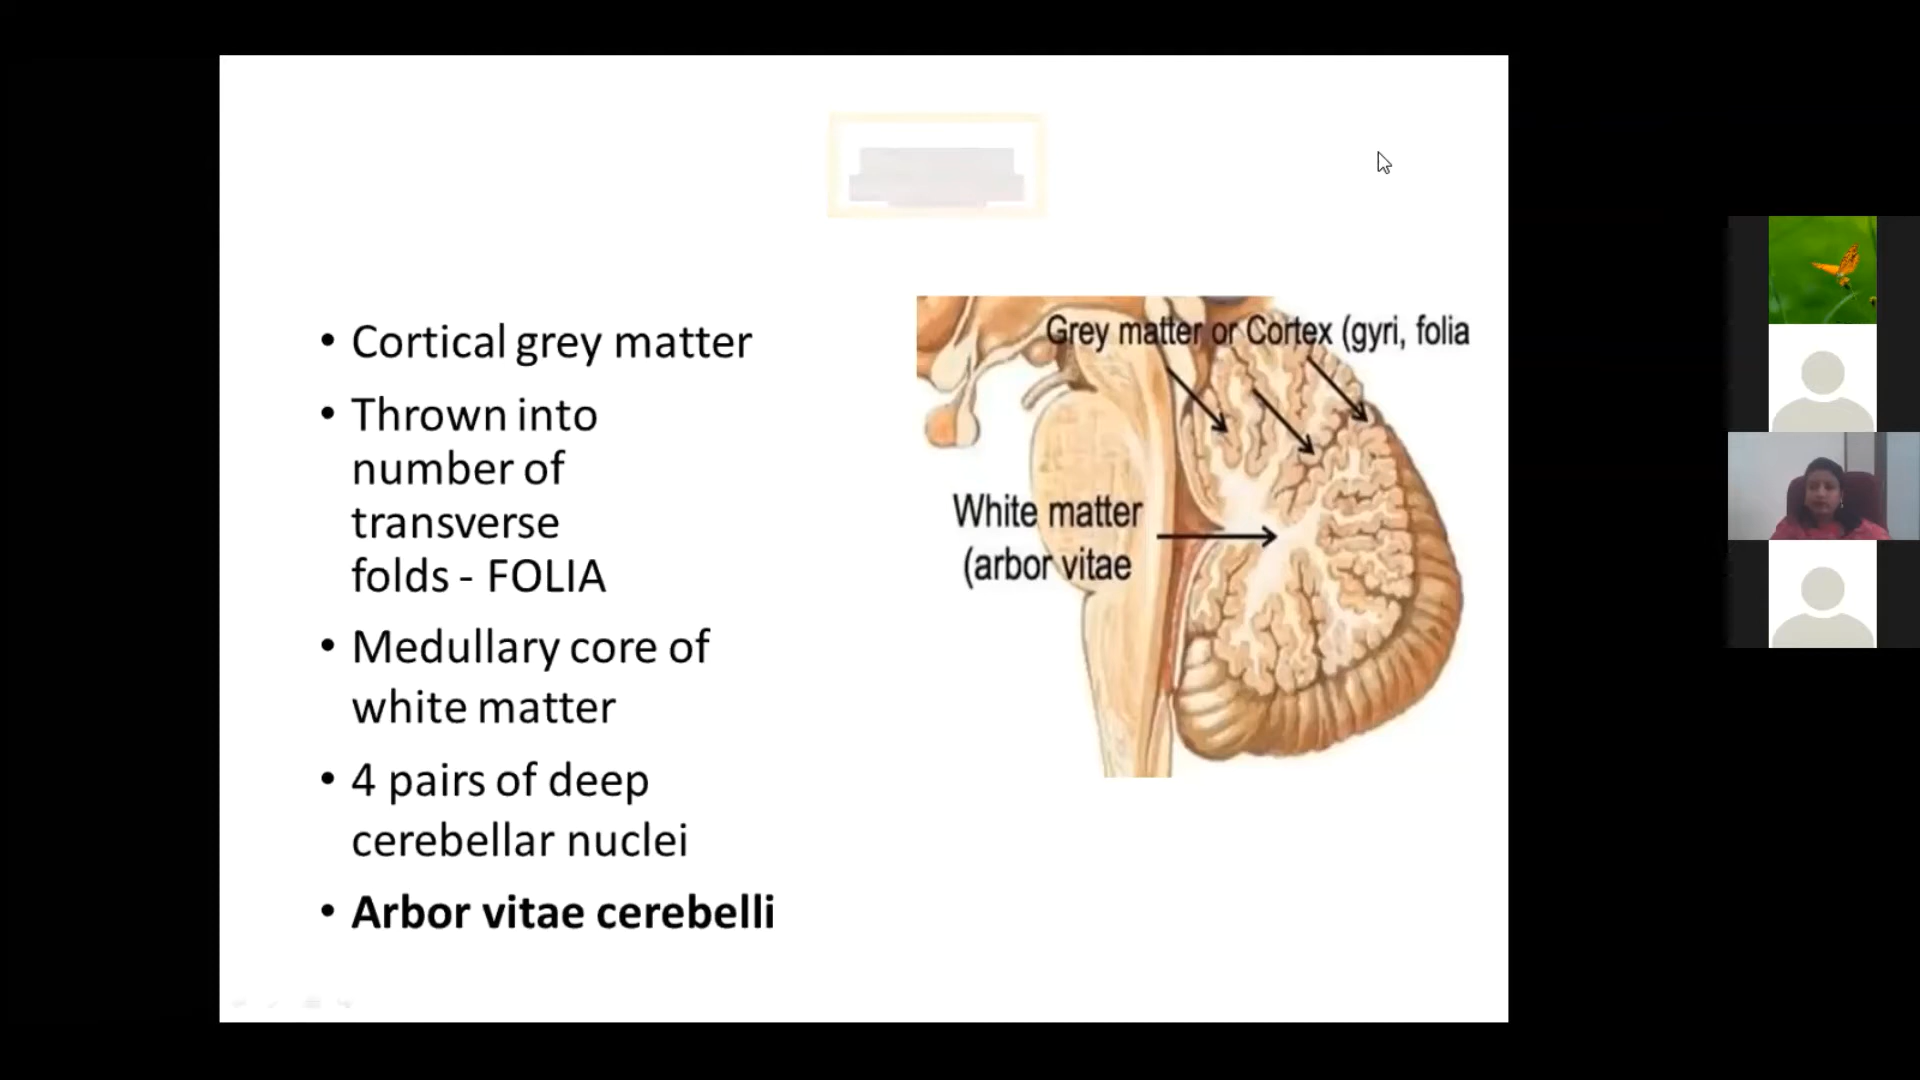 • Cortical grey matter
• Thrown into
number of
transverse
folds - FOLIA
• Medullary core of
white matter
• 4 pairs of deep
cerebellar nuclei
• Arbor vitae cerebelli
Grey matter or Cortex (gyri, folia
White matter
(arbor vitae